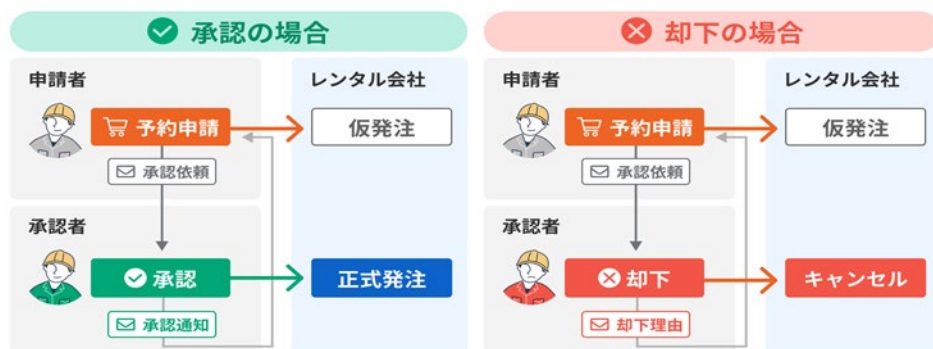 承認の場合
申請者
レンタル会社
予約申請
仮発注
承認依頼
承認者
承認
正式発注
承認通知
却下の場合
申請者
レンタル会社
予約申請
仮発注
承認依頼
承認者
却下
キャンセル
却下理由